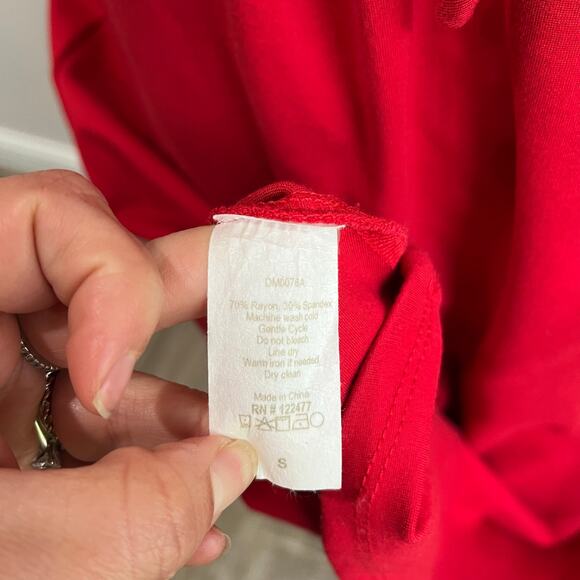 DM0078A
70% Rayon, 30% Spandex
Machine wash cold
Gentle Cycle
Do not bleach
Line dry
Warm iron if needed
Dry clean
Made in China
RN # 122477
S